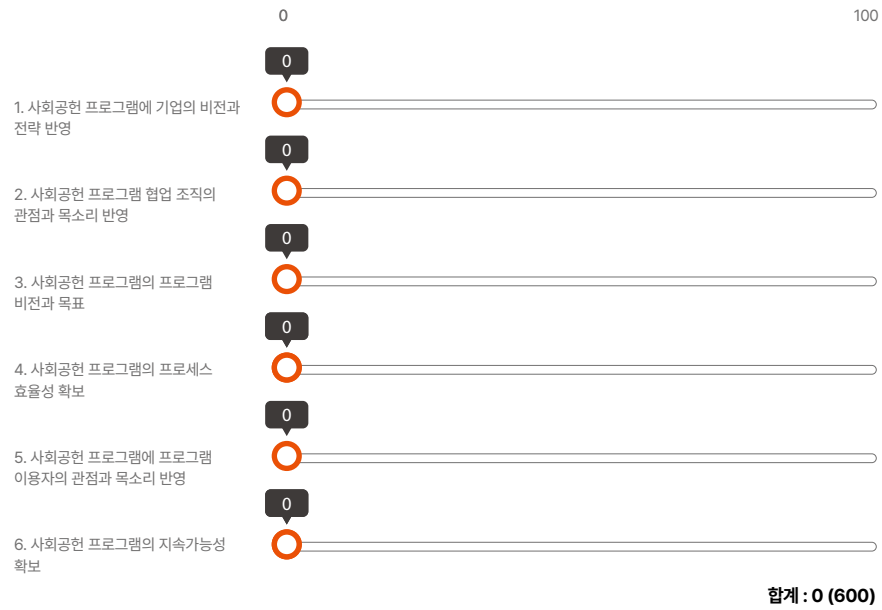 0 100
0
1. 사회공헌 프로그램에 기업의 비전과
전략 반영
0
2. 사회공헌 프로그램 협업 조직의
관점과 목소리 반영
0
3. 사회공헌 프로그램의 프로그램
비전과 목표
0
4. 사회공헌 프로그램의 프로세스
효율성 확보
0
5. 사회공헌 프로그램에 프로그램
이용자의 관점과 목소리 반영
0
6. 사회공헌 프로그램의 지속가능성
확보
합계 : 0 (600)